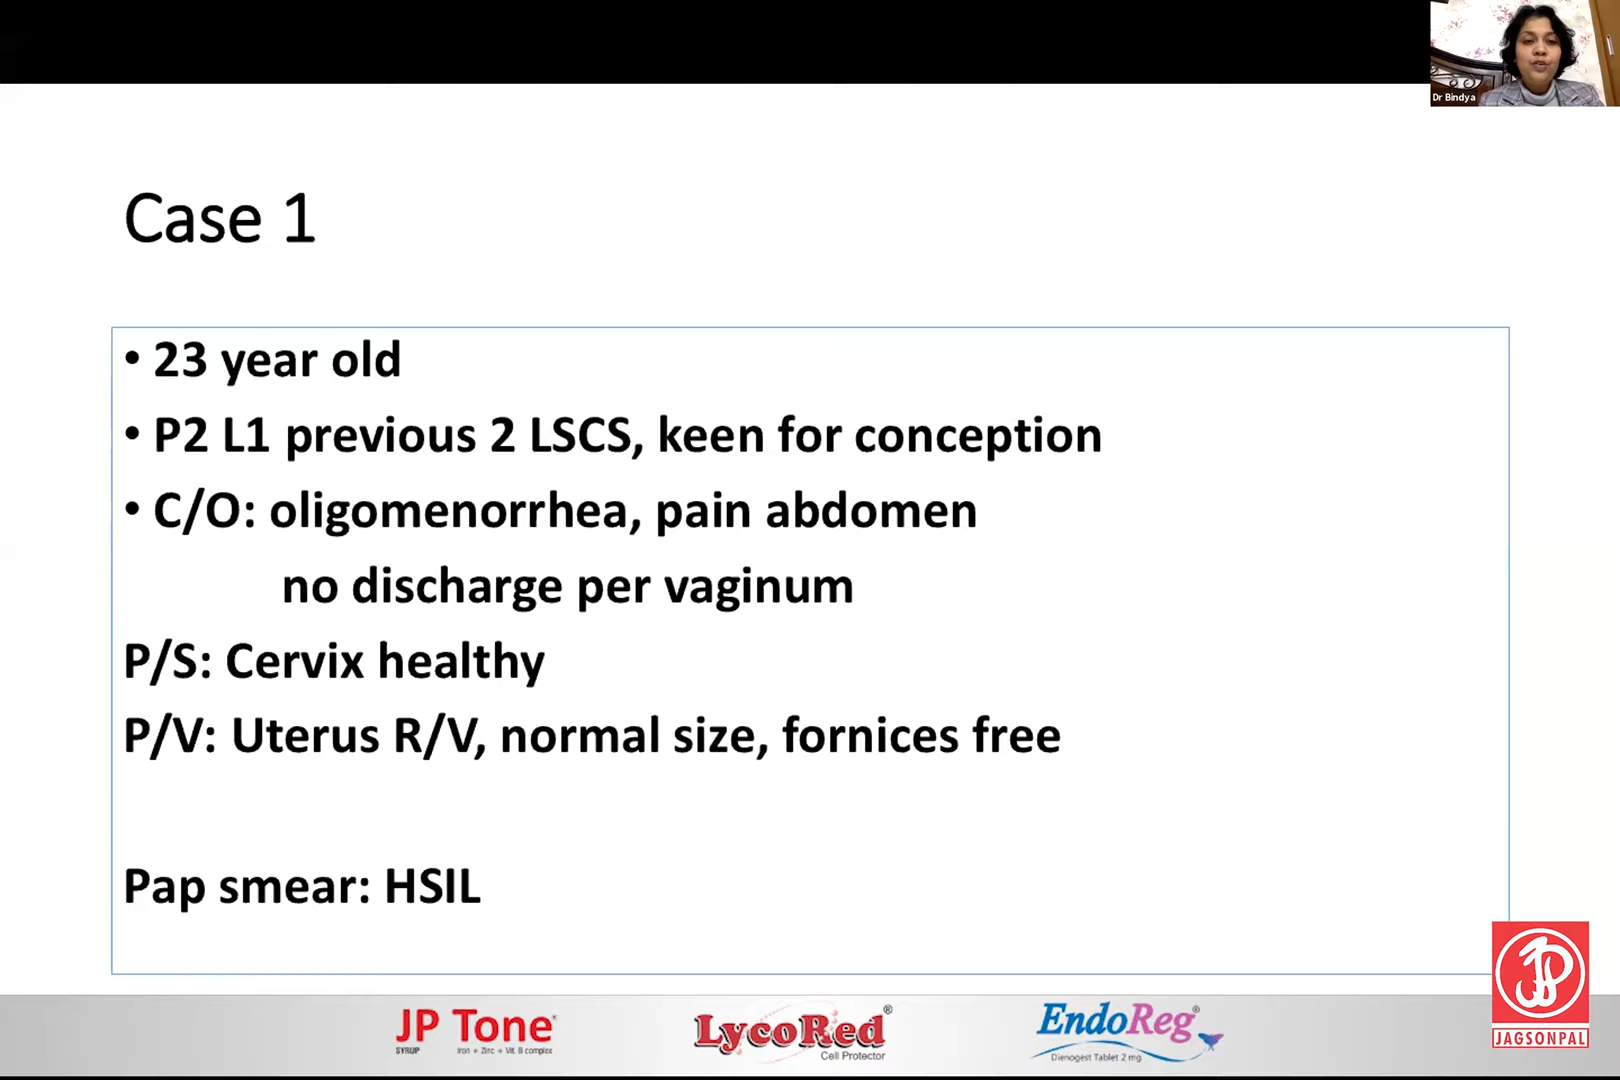 Dr Bindya
Case 1
• 23 year old
• P2 L1 previous 2 LSCS, keen for conception
• C/O: oligomenorrhea, pain abdomen
no discharge per vaginum
P/S: Cervix healthy
P/V: Uterus R/V, normal size, fornices free
Pap smear: HSIL
JP Tone
SYRUP Iron + Zinc + Vit. B complex
LycoRed®
Cell Protector
EndoReg®
Dienogest Tablet 2 mg
JAGSONPAL